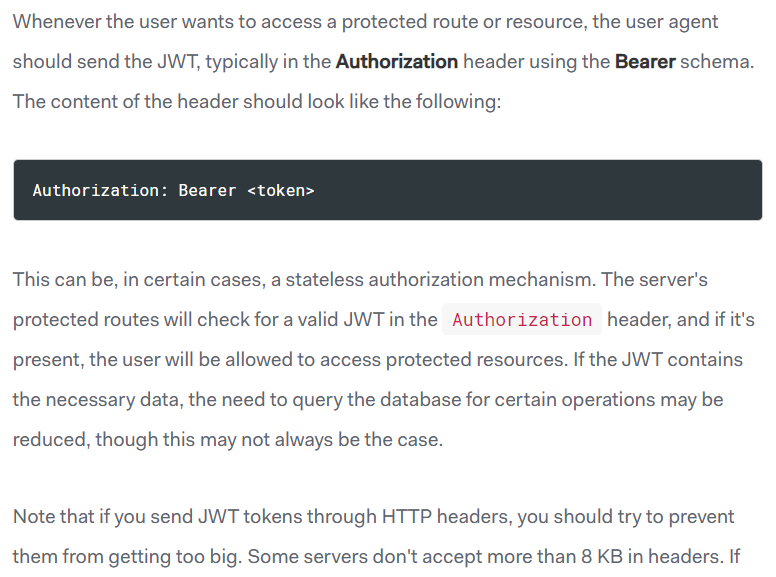 Whenever the user wants to access a protected route or resource, the user agent
should send the JWT, typically in the Authorization header using the Bearer schema.
The content of the header should look like the following:
Authorization: Bearer <token>
This can be, in certain cases, a stateless authorization mechanism. The server's
protected routes will check for a valid JWT in the Authorization header, and if it's
present, the user will be allowed to access protected resources. If the JWT contains
the necessary data, the need to query the database for certain operations may be
reduced, though this may not always be the case.
Note that if you send JWT tokens through HTTP headers, you should try to prevent
them from getting too big. Some servers don't accept more than 8 KB in headers. If